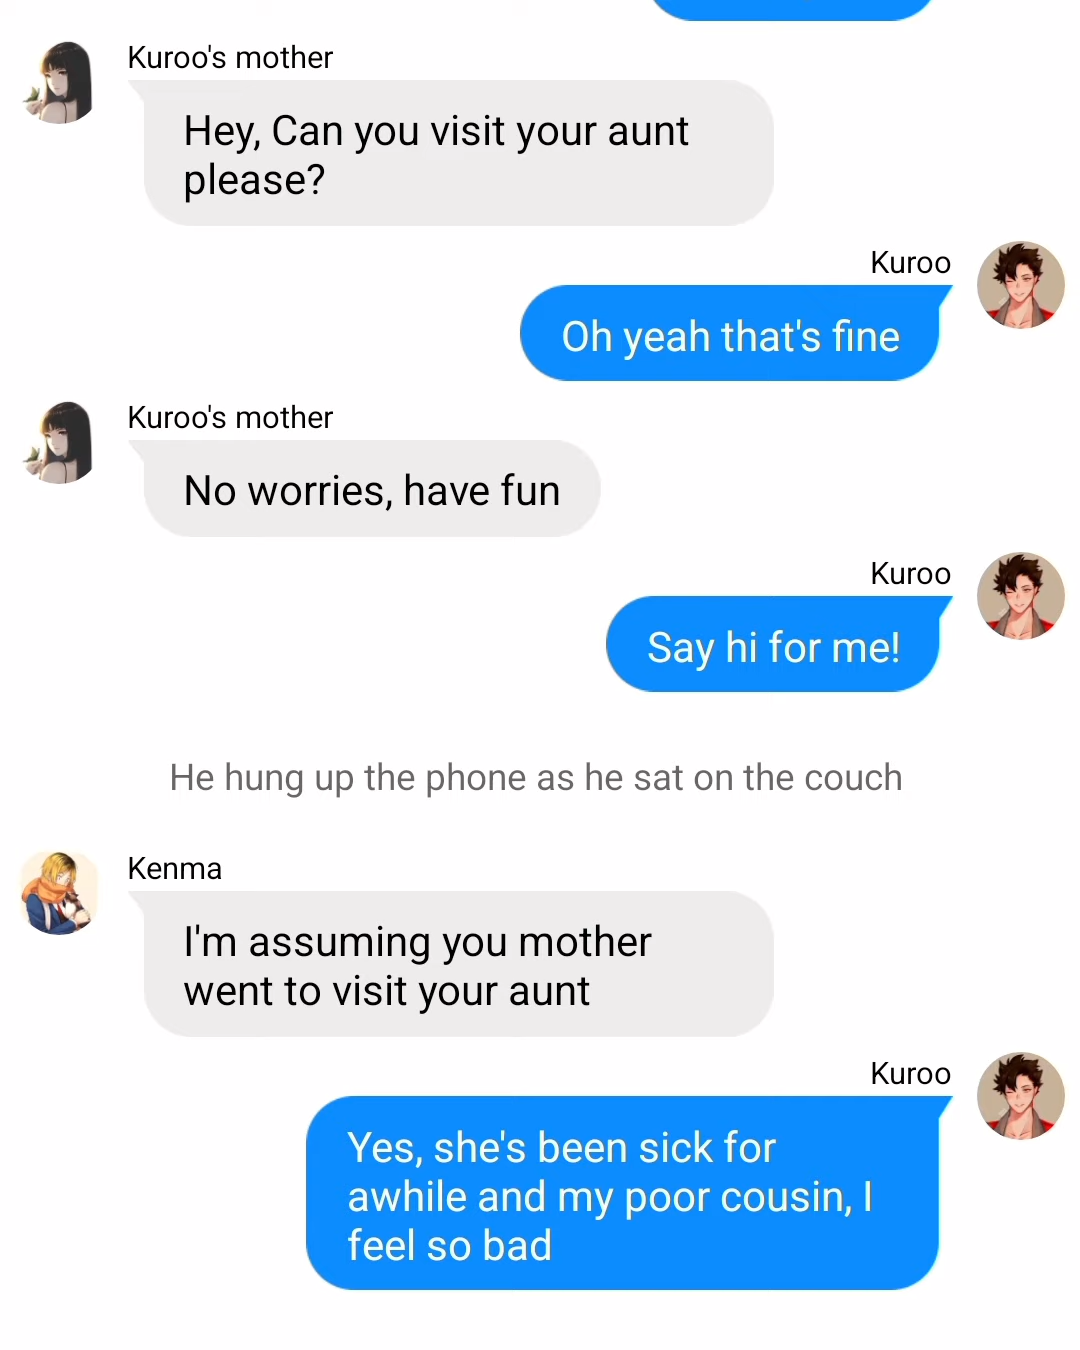 Kuroo's mother
Hey, Can you visit your aunt
please?
Kuroo
Oh yeah that's fine
Kuroo's mother
No worries, have fun
Kuroo
Say hi for me!
He hung up the phone as he sat on the couch
Kenma
I'm assuming you mother
went to visit your aunt
Kuroo
Yes, she's been sick for
awhile and my poor cousin, I
feel so bad